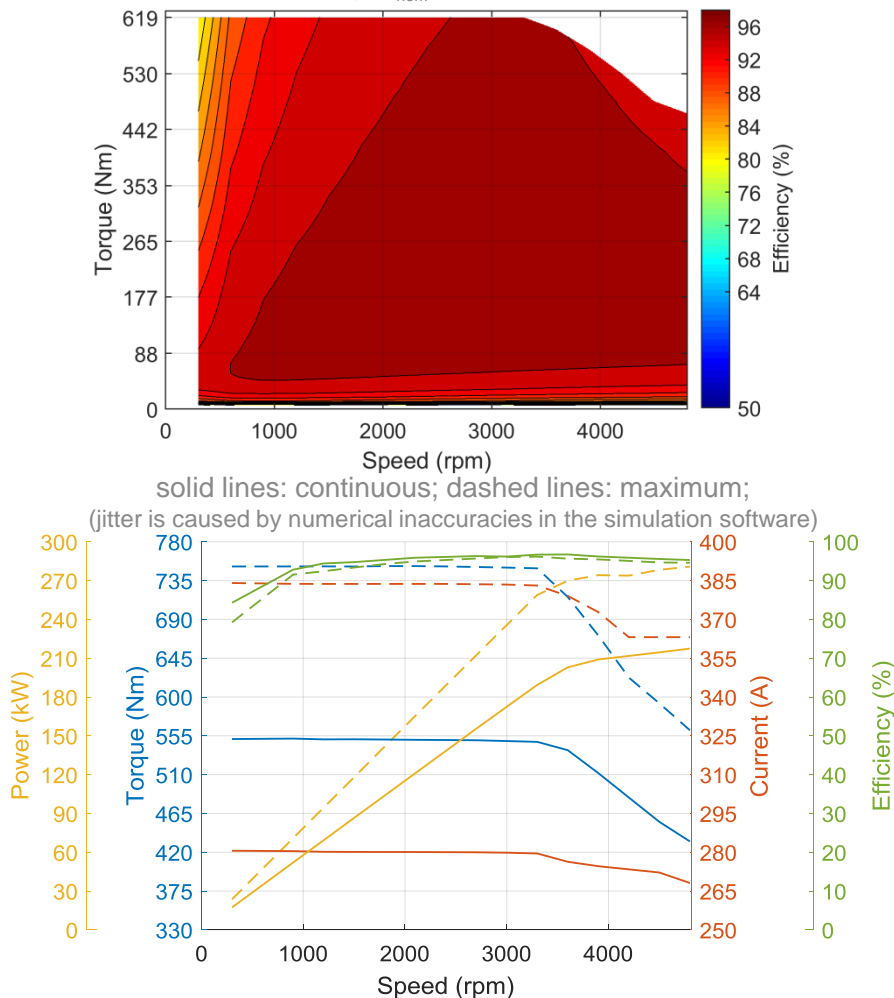 619
530
442
353
265
177
88
0
Torque (Nm)
0 1000 2000 3000 4000
Speed (rpm)
96
92
88
84
80
76
72
68
64
50
Efficiency (%)
solid lines: continuous; dashed lines: maximum;
(jitter is caused by numerical inaccuracies in the simulation software)
300 780 400 100
270 735 385 90
240 690 370 80
210 645 355 70
180 600 340 60
150 555 325 50
120 510 310 40
90 465 295 30
60 420 280 20
30 375 265 10
0 330 250 0
Power (kW)
Torque (Nm)
Current (A)
Efficiency (%)
0 1000 2000 3000 4000
Speed (rpm)